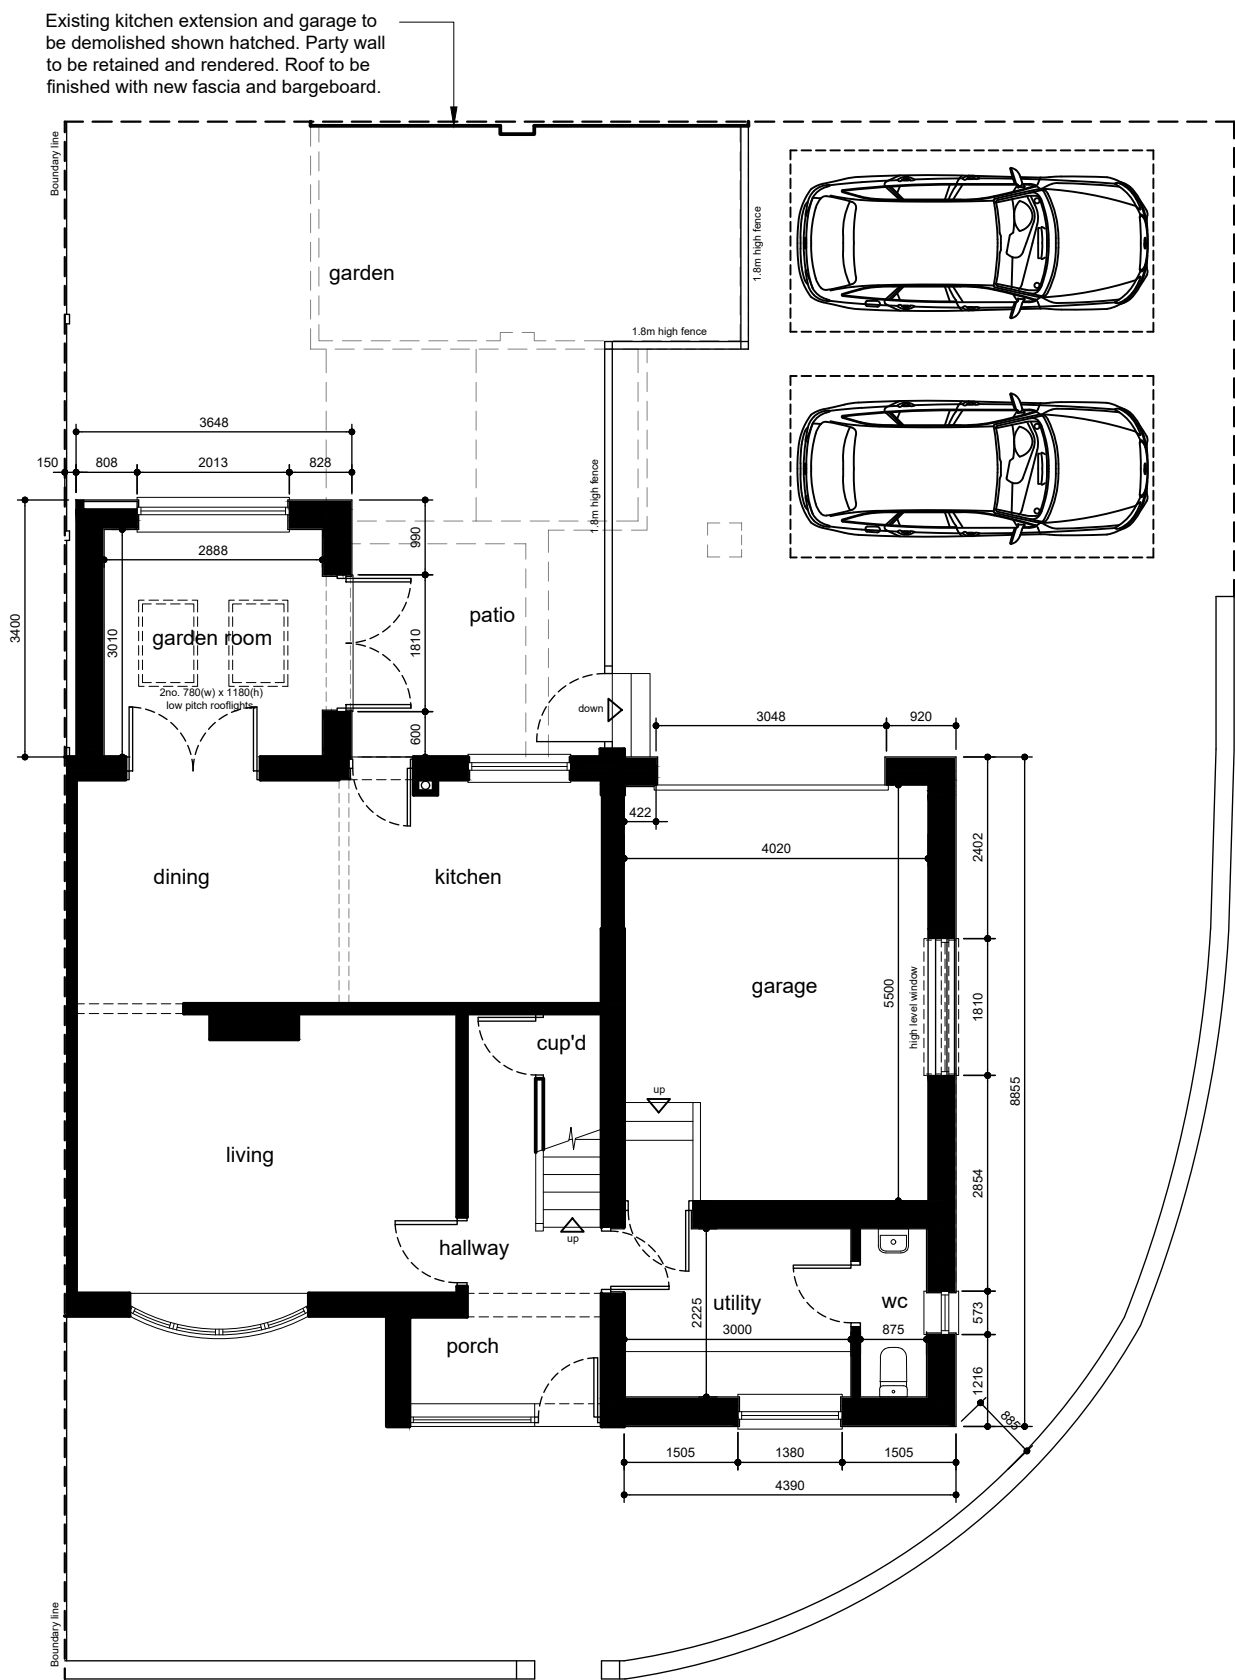 Existing kitchen extension and garage to
be demolished shown hatched. Party wall
to be retained and rendered. Roof to be
finished with new fascia and bargeboard.
Boundary line
garden
1.8m high fence
1.8m high fence
3648
150
808
2013
828
1.8m high fence
990
2888
3400
3010
garden room
1810
patio
2no. 780(w) x 1180(h)
low pitch rooflights
down
600
3048
920
422
2402
4020
dining
kitchen
garage
5500
high level window
1810
8855
cup'd
up
living
2854
hallway
up
2225
utility
wc
573
3000
875
porch
1216
885
1505
1380
1505
4390
Boundary line